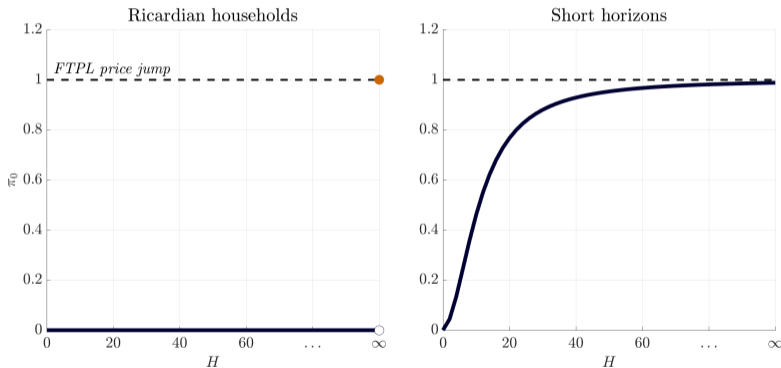 Ricardian households
1.2
FTPL price jump
1
0.8
π₀
0.6
0.4
0.2
0
0 20 40 60 ... ∞
H
Short horizons
1.2
1
0.8
0.6
0.4
0.2
0
0 20 40 60 ... ∞
H